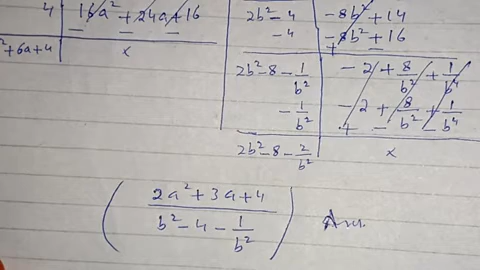 4 | 16a² + 24a + 16 | 2b² - 4 | - 8b² + 14
- - - | - 4 | - 8b² + 16
²+6a+4 | x | + -
2b² - 8 - 1/b² | - 2 + 8/b² + 1/b⁴
- 1/b² | - 2 + 8/b² + 1/b⁴
+ - -
2b² - 8 - 2/b² | x
( (2a² + 3a + 4) / (b² - 4 - 1/b²) ) Ans.